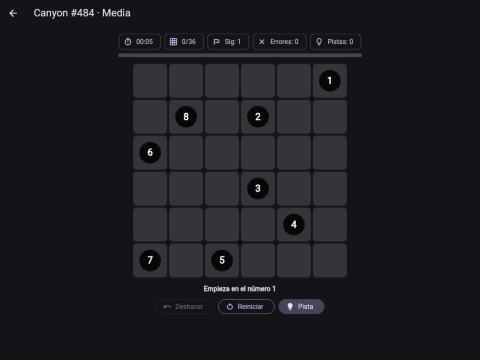 Canyon #484 · Media
00:05 0/36 Sig: 1 Errores: 0 Pistas: 0
1
8 2
6
3
4
7 5
Empieza en el número 1
Deshacer Reiniciar Pista